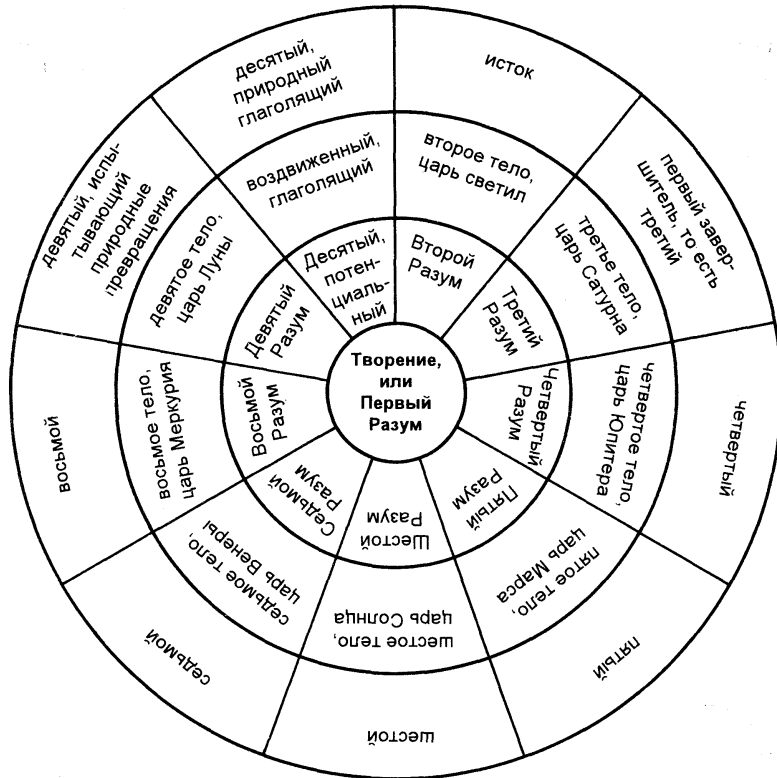 Творение,
или
Первый
Разум
Второй
Разум
Третий
Разум
Четвертый
Разум
Пятый
Разум
Шестой
Разум
Седьмой
Разум
Восьмой
Разум
Девятый
Разум
Десятый,
потен-
циаль-
ный
второе тело,
царь светил
третье тело,
царь Сатурна
четвертое тело,
царь Юпитера
пятое тело,
царь Марса
шестое тело,
царь Солнца
седьмое тело,
царь Венеры
восьмое тело,
царь Меркурия
девятое тело,
царь Луны
воздвиженный,
глаголящий
исток
первый завер-
шитель, то есть
третий
четвертый
пятый
шестой
седьмой
восьмой
девятый, испы-
тывающий
природные
превращения
десятый,
природный
глаголящий